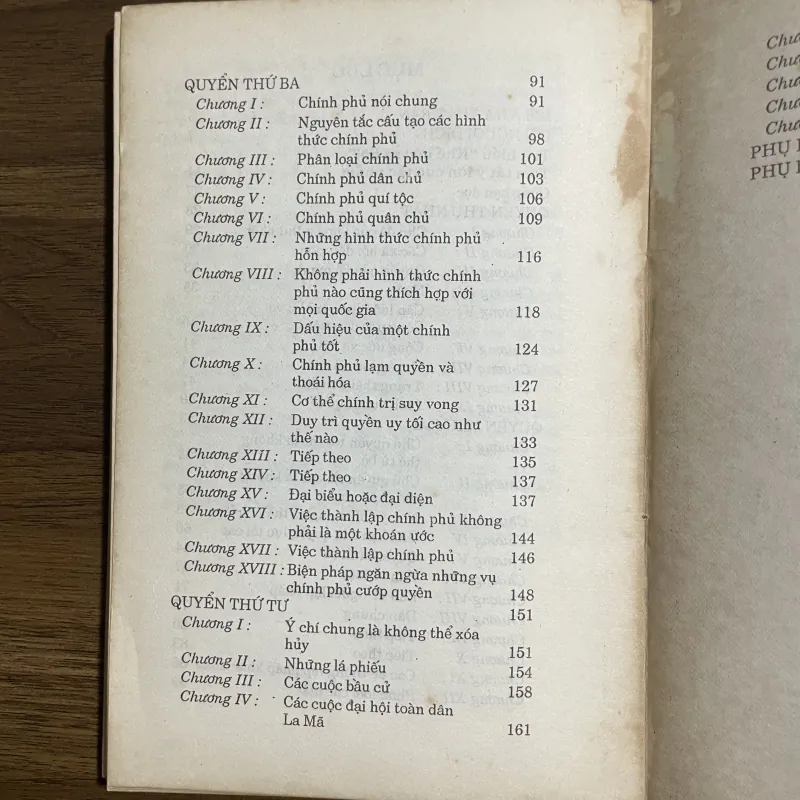 QUYỂN THỨ BA 91
Chương I : Chính phủ nói chung 91
Chương II : Nguyên tắc cấu tạo các hình
thức chính phủ 98
Chương III : Phân loại chính phủ 101
Chương IV : Chính phủ dân chủ 103
Chương V : Chính phủ quí tộc 106
Chương VI : Chính phủ quân chủ 109
Chương VII : Những hình thức chính phủ
hỗn hợp 116
Chương VIII : Không phải hình thức chính
phủ nào cũng thích hợp với
mọi quốc gia 118
Chương IX : Dấu hiệu của một chính
phủ tốt 124
Chương X : Chính phủ lạm quyền và
thoái hóa 127
Chương XI : Cơ thể chính trị suy vong 131
Chương XII : Duy trì quyền uy tối cao như
thế nào 133
Chương XIII : Tiếp theo 135
Chương XIV : Tiếp theo 137
Chương XV : Đại biểu hoặc đại diện 137
Chương XVI : Việc thành lập chính phủ không
phải là một khoán ước 144
Chương XVII : Việc thành lập chính phủ 146
Chương XVIII : Biện pháp ngăn ngừa những vụ
chính phủ cướp quyền 148
QUYỂN THỨ TƯ 151
Chương I : Ý chí chung là không thể xóa
hủy 151
Chương II : Những lá phiếu 154
Chương III : Các cuộc bầu cử 158
Chương IV : Các cuộc đại hội toàn dân
La Mã 161
PHỤ
PHỤ